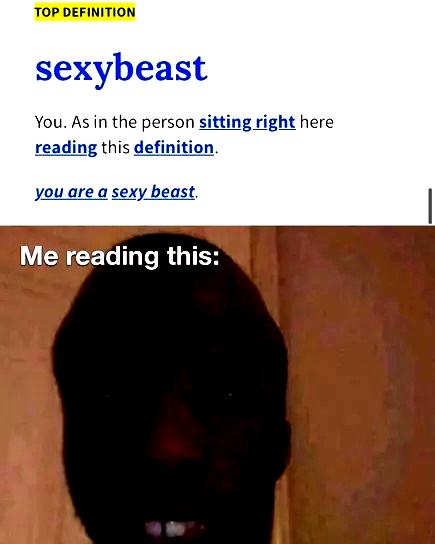 TOP DEFINITION
sexybeast
You. As in the person sitting right here
reading this definition.
you are a sexy beast.
Me reading this: